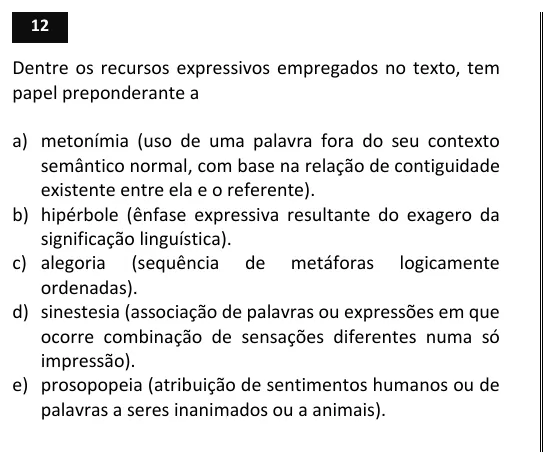 12
Dentre os recursos expressivos empregados no texto, tem
papel preponderante a
a) metonímia (uso de uma palavra fora do seu contexto
semântico normal, com base na relação de contiguidade
existente entre ela e o referente).
b) hipérbole (ênfase expressiva resultante do exagero da
significação linguística).
c) alegoria (sequência de metáforas logicamente
ordenadas).
d) sinestesia (associação de palavras ou expressões em que
ocorre combinação de sensações diferentes numa só
impressão).
e) prosopopeia (atribuição de sentimentos humanos ou de
palavras a seres inanimados ou a animais).